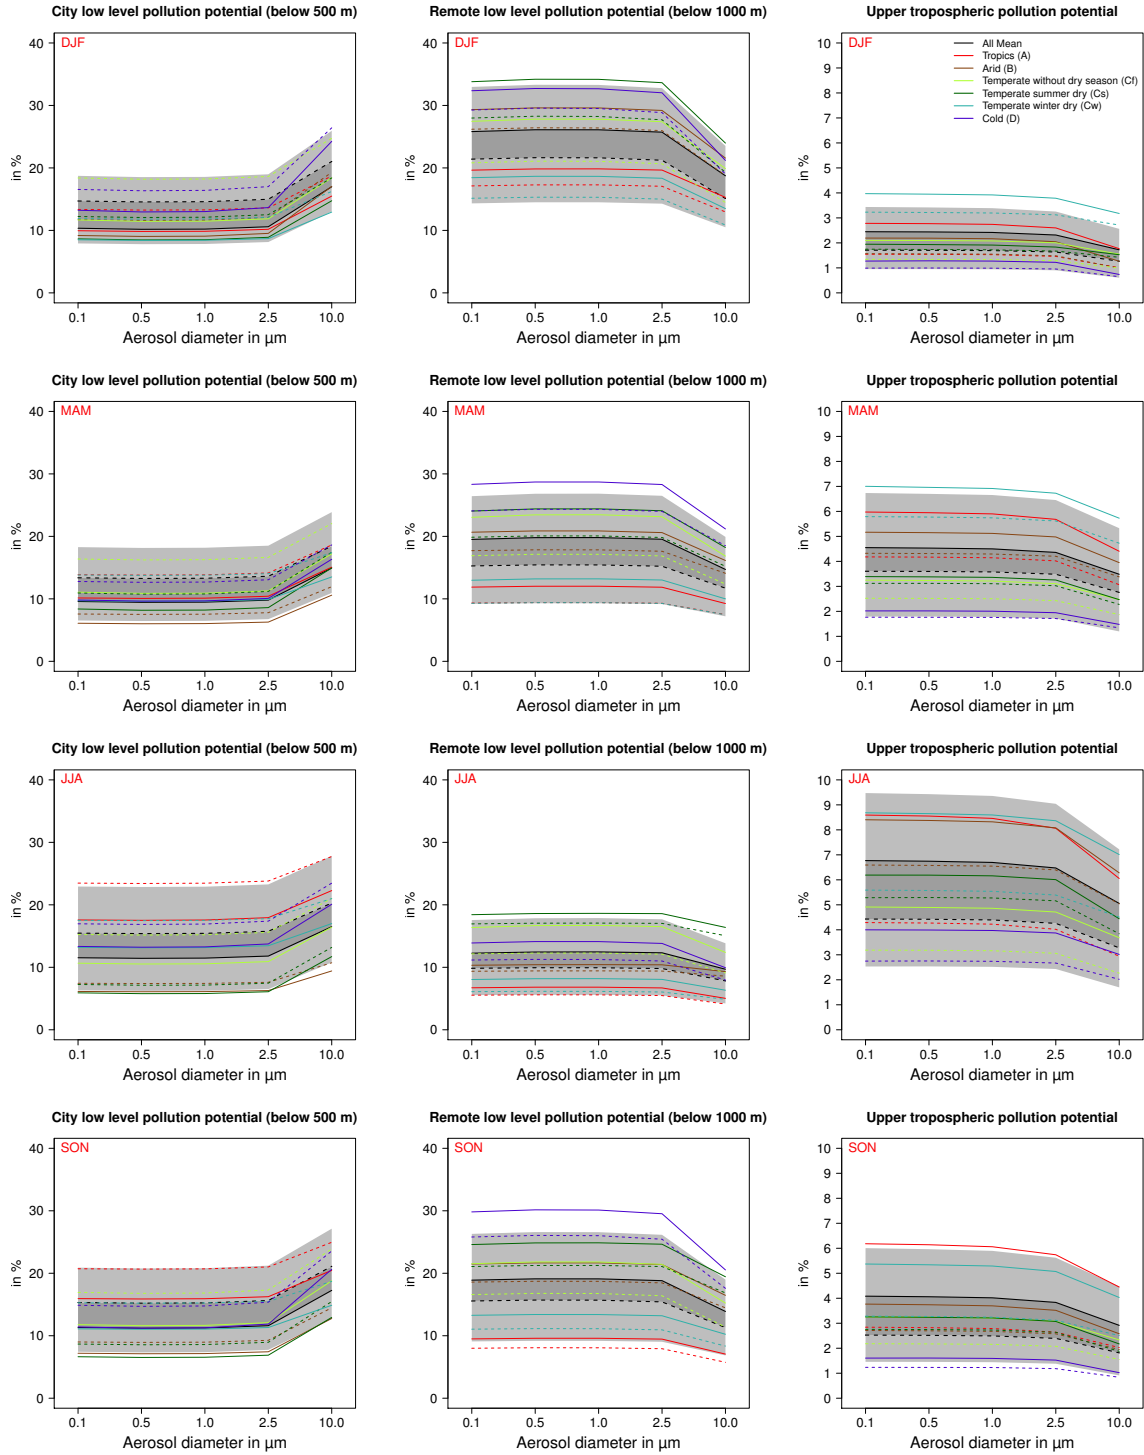 City low level pollution potential (below 500 m)
Remote low level pollution potential (below 1000 m)
Upper tropospheric pollution potential
DJF
40
30
20
10
0
in %
0.1 0.5 1.0 2.5 10.0
Aerosol diameter in µm
DJF
40
30
20
10
0
in %
0.1 0.5 1.0 2.5 10.0
Aerosol diameter in µm
DJF
All Mean
Tropics (A)
Arid (B)
Temperate without dry season (Cf)
Temperate summer dry (Cs)
Temperate winter dry (Cw)
Cold (D)
10
9
8
7
6
5
4
3
2
1
0
in %
0.1 0.5 1.0 2.5 10.0
Aerosol diameter in µm
City low level pollution potential (below 500 m)
Remote low level pollution potential (below 1000 m)
Upper tropospheric pollution potential
MAM
40
30
20
10
0
in %
0.1 0.5 1.0 2.5 10.0
Aerosol diameter in µm
MAM
40
30
20
10
0
in %
0.1 0.5 1.0 2.5 10.0
Aerosol diameter in µm
MAM
10
9
8
7
6
5
4
3
2
1
0
in %
0.1 0.5 1.0 2.5 10.0
Aerosol diameter in µm
City low level pollution potential (below 500 m)
Remote low level pollution potential (below 1000 m)
Upper tropospheric pollution potential
JJA
40
30
20
10
0
in %
0.1 0.5 1.0 2.5 10.0
Aerosol diameter in µm
JJA
40
30
20
10
0
in %
0.1 0.5 1.0 2.5 10.0
Aerosol diameter in µm
JJA
10
9
8
7
6
5
4
3
2
1
0
in %
0.1 0.5 1.0 2.5 10.0
Aerosol diameter in µm
City low level pollution potential (below 500 m)
Remote low level pollution potential (below 1000 m)
Upper tropospheric pollution potential
SON
40
30
20
10
0
in %
0.1 0.5 1.0 2.5 10.0
Aerosol diameter in µm
SON
40
30
20
10
0
in %
0.1 0.5 1.0 2.5 10.0
Aerosol diameter in µm
SON
10
9
8
7
6
5
4
3
2
1
0
in %
0.1 0.5 1.0 2.5 10.0
Aerosol diameter in µm